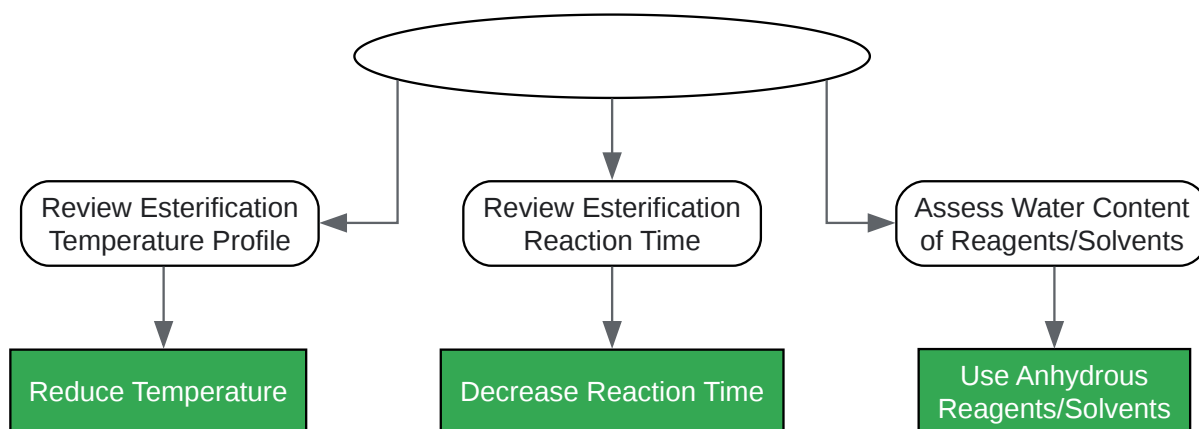 Review Esterification
Temperature Profile
Review Esterification
Reaction Time
Assess Water Content
of Reagents/Solvents
Reduce Temperature
Decrease Reaction Time
Use Anhydrous
Reagents/Solvents